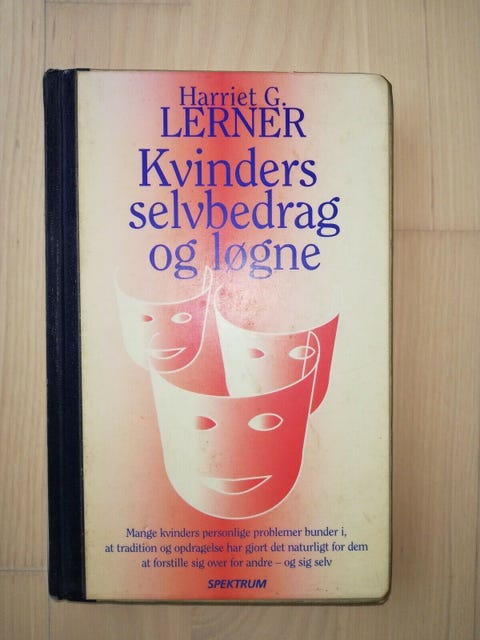 Harriet G.
LERNER
Kvinders
selvbedrag
og løgne
Mange kvinders personlige problemer bunder i,
at tradition og opdragelse har gjort det naturligt for dem
at forstille sig over for andre – og sig selv
SPEKTRUM